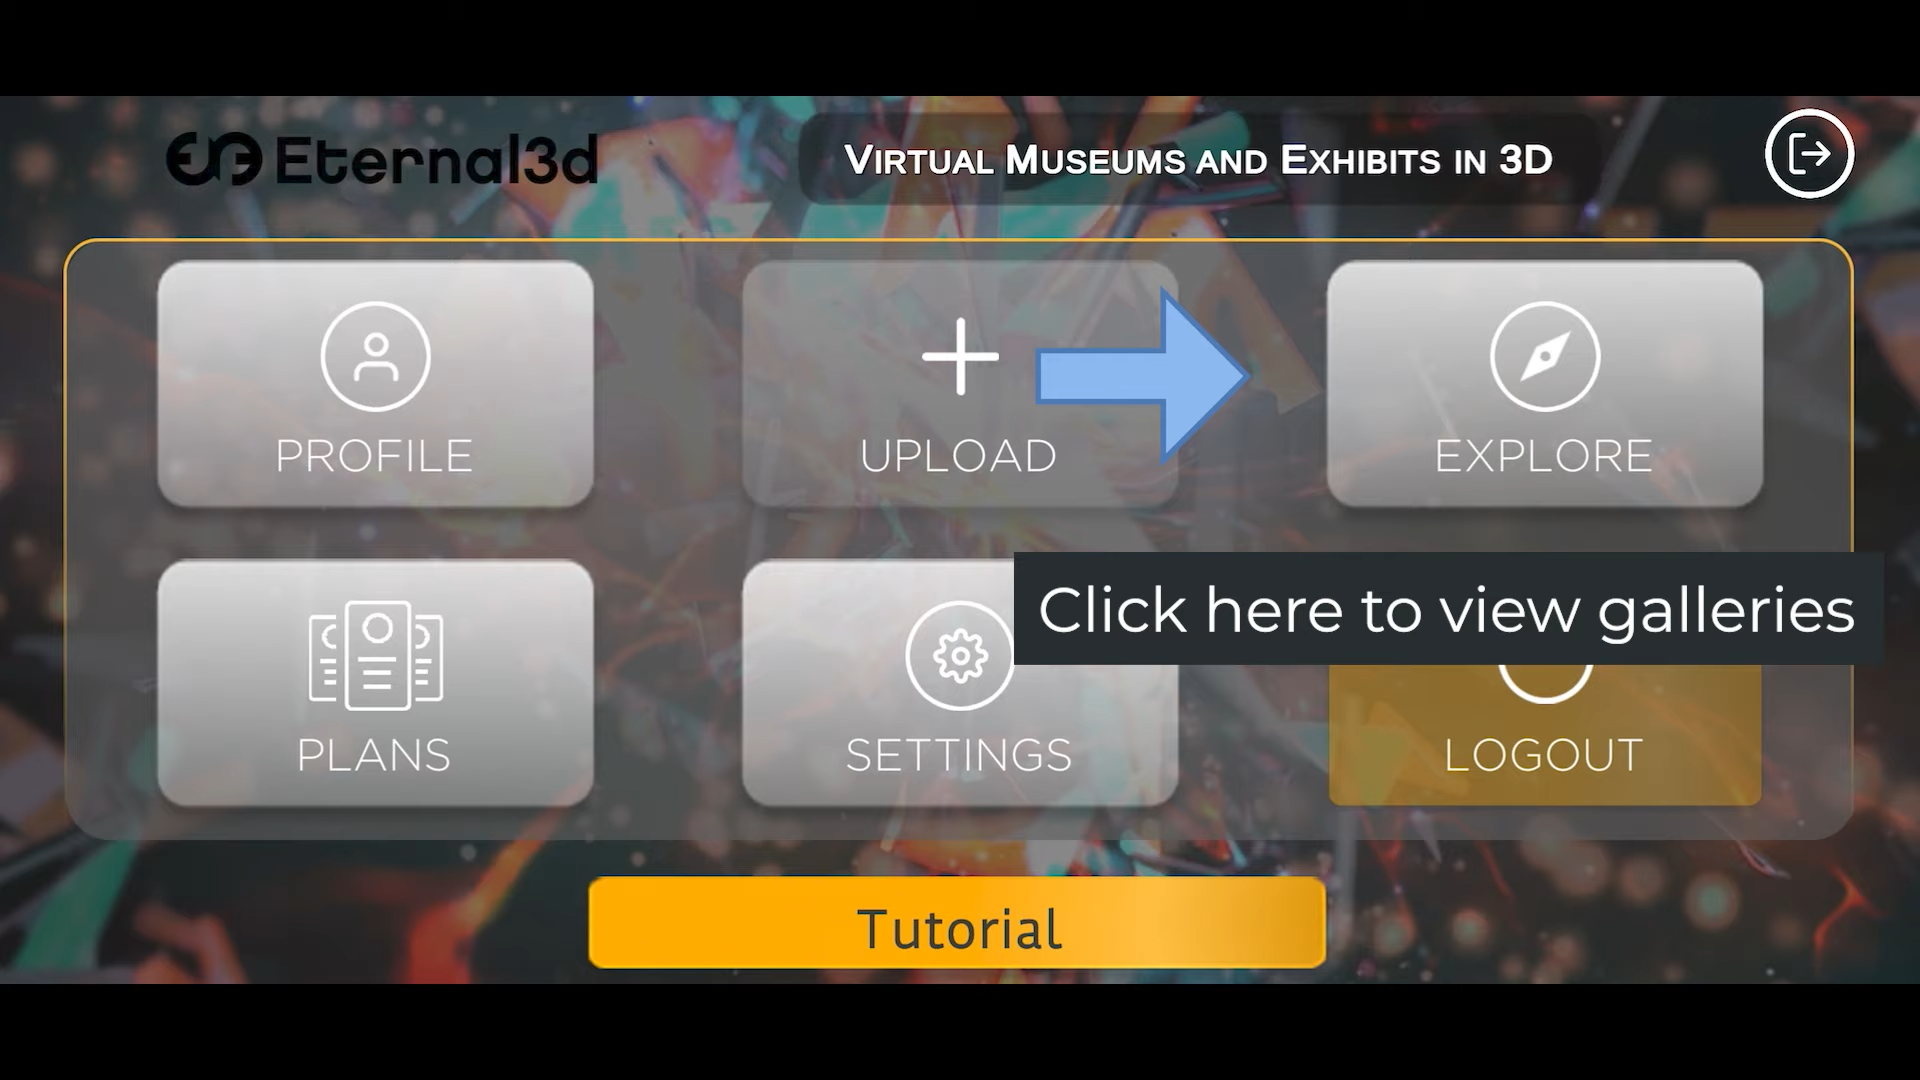 Eternal3d
VIRTUAL MUSEUMS AND EXHIBITS IN 3D
PROFILE
UPLOAD
EXPLORE
Click here to view galleries
PLANS
SETTINGS
LOGOUT
Tutorial